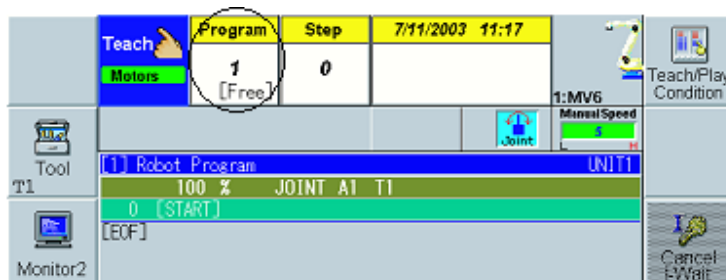 Teach
Motors
Program
1
[Free]
Step
0
7/11/2003 11:17
1:MV6
Teach/Play
Condition
Manual Speed
5
L H
Joint
Tool
T1
[1] Robot Program UNIT1
100 % JOINT A1 T1
0 [START]
[EOF]
Monitor2
Cancel
I-Wait